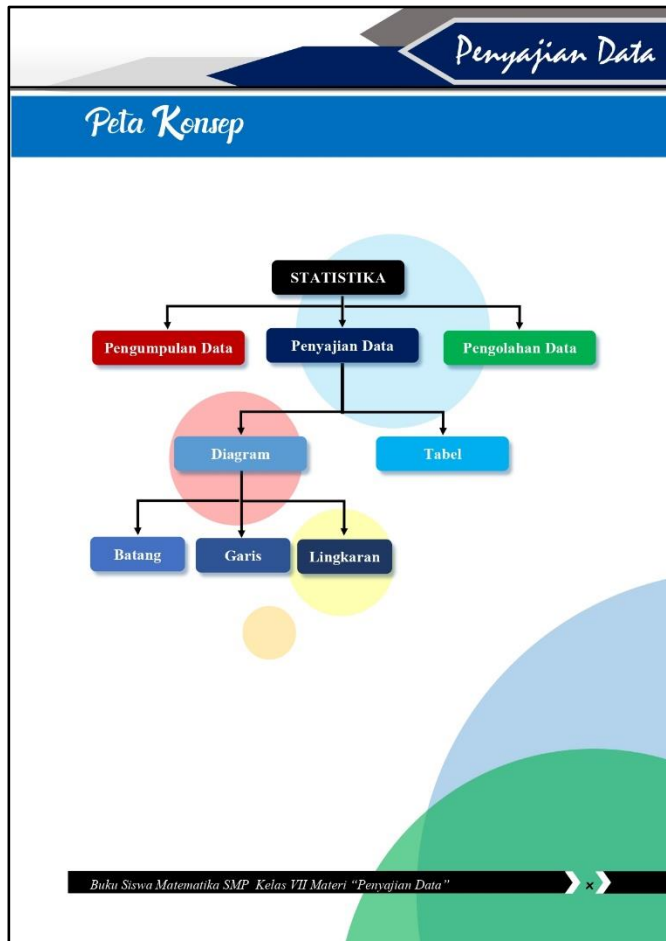 Penyajian Data
Peta Konsep
STATISTIKA
Pengumpulan Data
Penyajian Data
Pengolahan Data
Diagram
Tabel
Batang
Garis
Lingkaran
Buku Siswa Matematika SMP Kelas VII Materi “Penyajian Data”
x